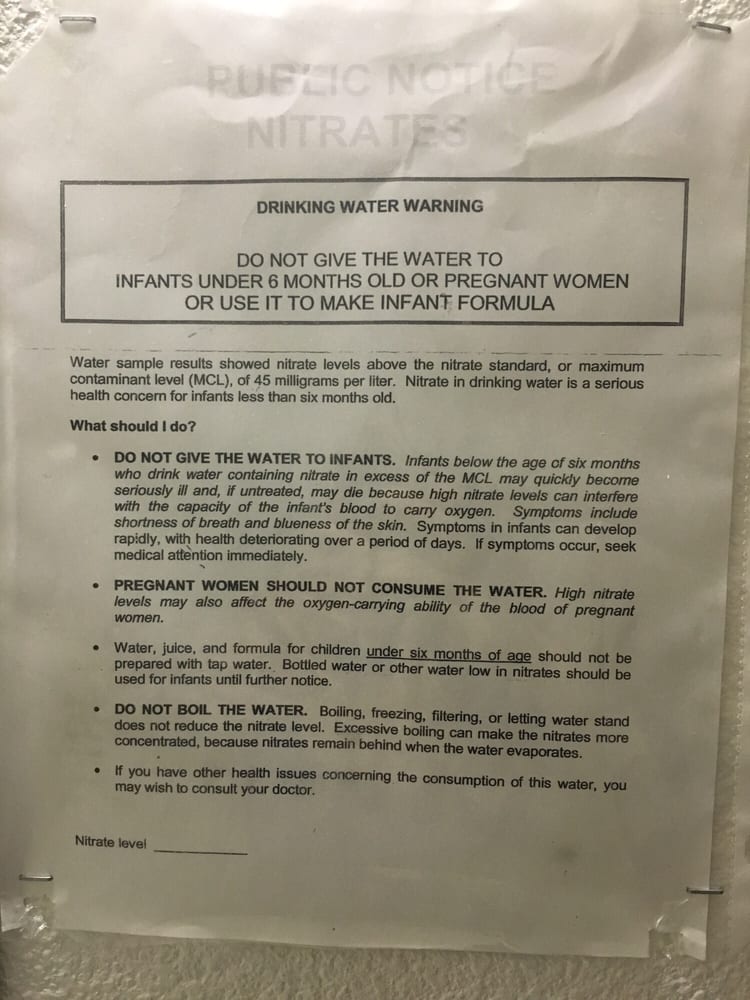 PUBLIC NOTICE
NITRATES
DRINKING WATER WARNING
DO NOT GIVE THE WATER TO
INFANTS UNDER 6 MONTHS OLD OR PREGNANT WOMEN
OR USE IT TO MAKE INFANT FORMULA
Water sample results showed nitrate levels above the nitrate standard, or maximum
contaminant level (MCL), of 45 milligrams per liter. Nitrate in drinking water is a serious
health concern for infants less than six months old.
What should I do?
• DO NOT GIVE THE WATER TO INFANTS. Infants below the age of six months
who drink water containing nitrate in excess of the MCL may quickly become
seriously ill and, if untreated, may die because high nitrate levels can interfere
with the capacity of the infant's blood to carry oxygen. Symptoms include
shortness of breath and blueness of the skin. Symptoms in infants can develop
rapidly, with health deteriorating over a period of days. If symptoms occur, seek
medical attention immediately.
• PREGNANT WOMEN SHOULD NOT CONSUME THE WATER. High nitrate
levels may also affect the oxygen-carrying ability of the blood of pregnant
women.
• Water, juice, and formula for children under six months of age should not be
prepared with tap water. Bottled water or other water low in nitrates should be
used for infants until further notice.
• DO NOT BOIL THE WATER. Boiling, freezing, filtering, or letting water stand
does not reduce the nitrate level. Excessive boiling can make the nitrates more
concentrated, because nitrates remain behind when the water evaporates.
• If you have other health issues concerning the consumption of this water, you
may wish to consult your doctor.
Nitrate level ____________